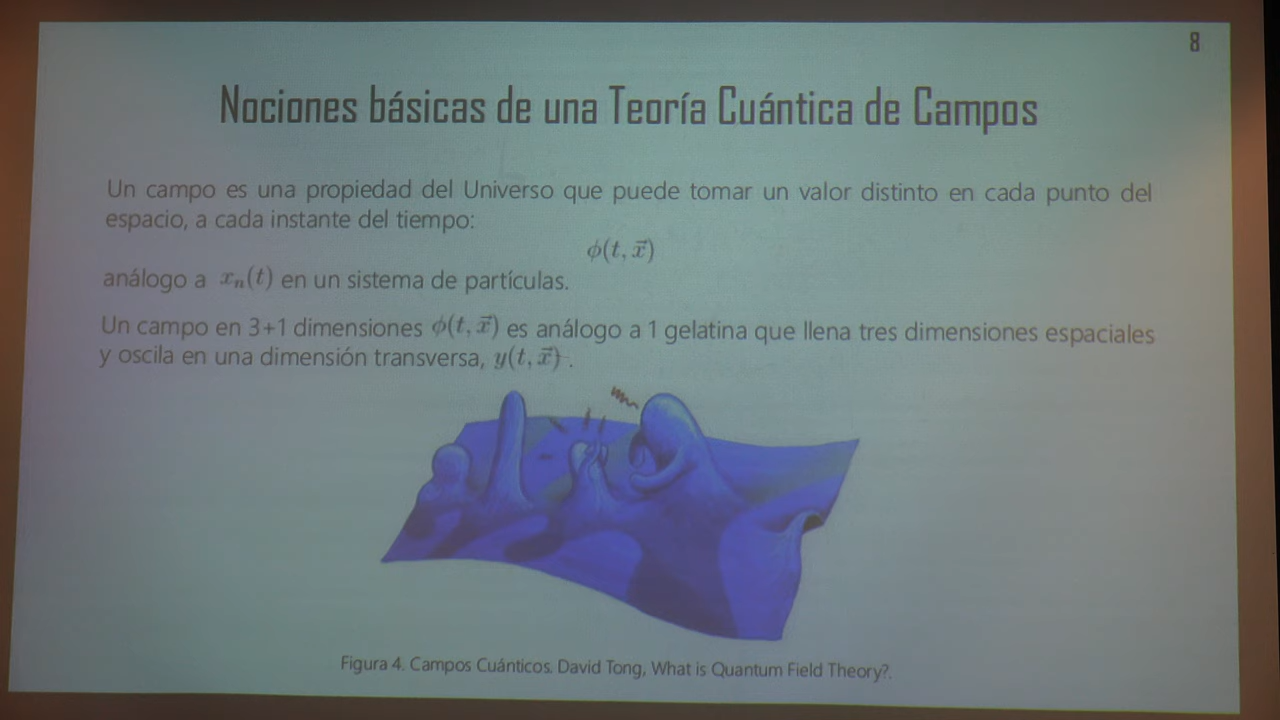 8
Nociones básicas de una Teoría Cuántica de Campos
Un campo es una propiedad del Universo que puede tomar un valor distinto en cada punto del
espacio, a cada instante del tiempo:
ϕ(t, x⃗)
análogo a xₙ(t) en un sistema de partículas.
Un campo en 3+1 dimensiones ϕ(t, x⃗) es análogo a 1 gelatina que llena tres dimensiones espaciales
y oscila en una dimensión transversa, y(t, x⃗) .
Figura 4. Campos Cuánticos. David Tong, What is Quantum Field Theory?.